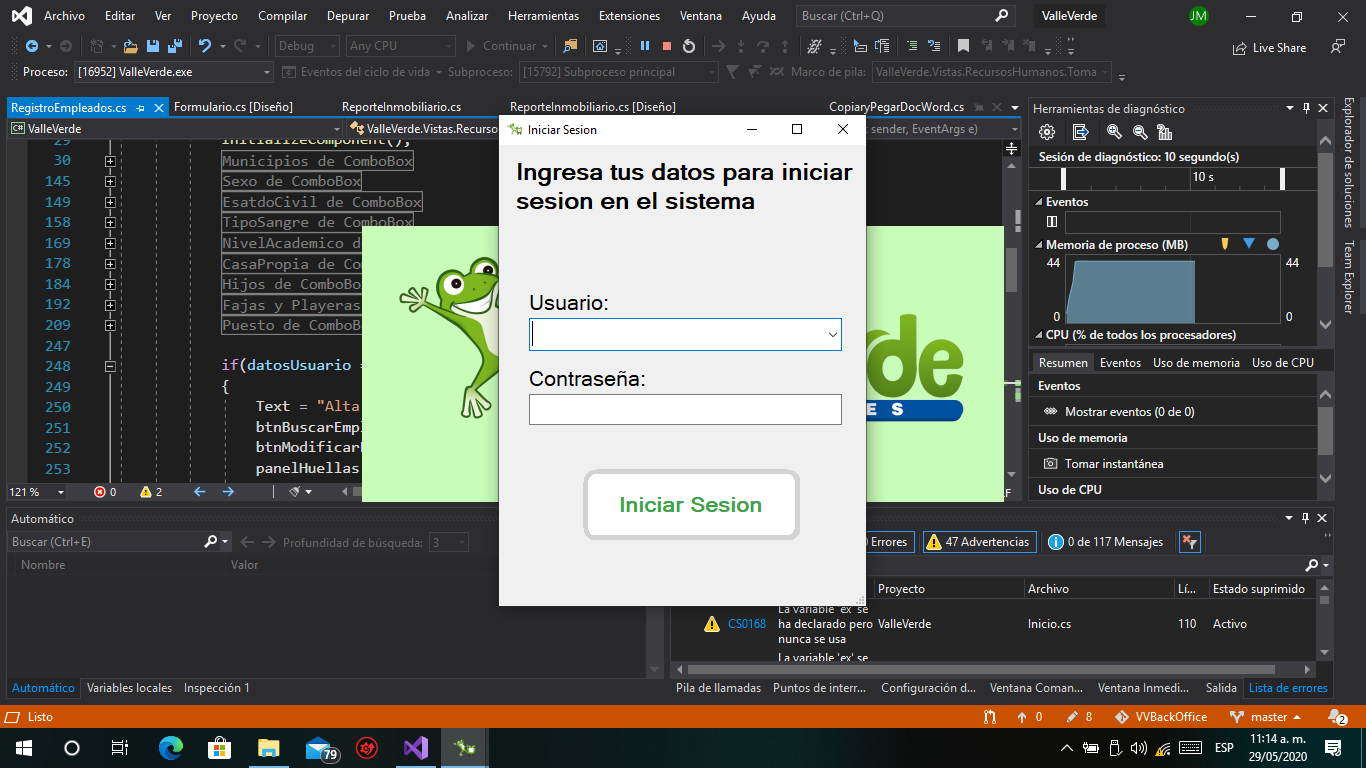 Archivo Editar Ver Proyecto Compilar Depurar Prueba Analizar Herramientas Extensiones Ventana Ayuda Buscar (Ctrl+Q) ValleVerde JM
Debug Any CPU Continuar Live Share
Proceso: [16952] ValleVerde.exe Eventos del ciclo de vida Subproceso: [15792] Subproceso principal Marco de pila: ValleVerde.Vistas.RecursosHumanos.Toma
RegistroEmpleados.cs Formulario.cs [Diseño] ReporteInmobiliario.cs ReporteInmobiliario.cs [Diseño] CopiaryPegarDocWord.cs
ValleVerde ValleVerde.Vistas.Recurso sender, EventArgs e)
29 InitializeComponent();
30 Municipios de ComboBox
145 Sexo de ComboBox
149 EsatdoCivil de ComboBox
158 TipoSangre de ComboBox
169 NivelAcademico d
178 CasaPropia de Co
184 Hijos de ComboBo
192 Fajas y Playeras
209 Puesto de ComboB
247
248 if(datosUsuario =
249 {
250 Text = "Alta
251 btnBuscarEmpl
252 btnModificar
253 panelHuellas
121 % 0 2
Iniciar Sesion
Ingresa tus datos para iniciar
sesion en el sistema
Usuario:
Contraseña:
Iniciar Sesion
rde
E S
Herramientas de diagnóstico
Sesión de diagnóstico: 10 segundo(s)
10 s
Eventos
Memoria de proceso (MB)
44 44
0 0
CPU (% de todos los procesadores)
Resumen Eventos Uso de memoria Uso de CPU
Eventos
Mostrar eventos (0 de 0)
Uso de memoria
Tomar instantánea
Uso de CPU
Explorador de soluciones
Team Explorer
Automático
Buscar (Ctrl+E) Profundidad de búsqueda: 3
Nombre Valor
Errores 47 Advertencias 0 de 117 Mensajes
Proyecto Archivo Lí... Estado suprimido
La variable 'ex' se
CS0168 ha declarado pero ValleVerde Inicio.cs 110 Activo
nunca se usa
La variable 'ex' se
Automático Variables locales Inspección 1
Pila de llamadas Puntos de interr... Configuración d... Ventana Coman... Ventana Inmedi... Salida Lista de errores
Listo 0 8 VVBackOffice master 2
79 ESP 11:14 a. m.
29/05/2020